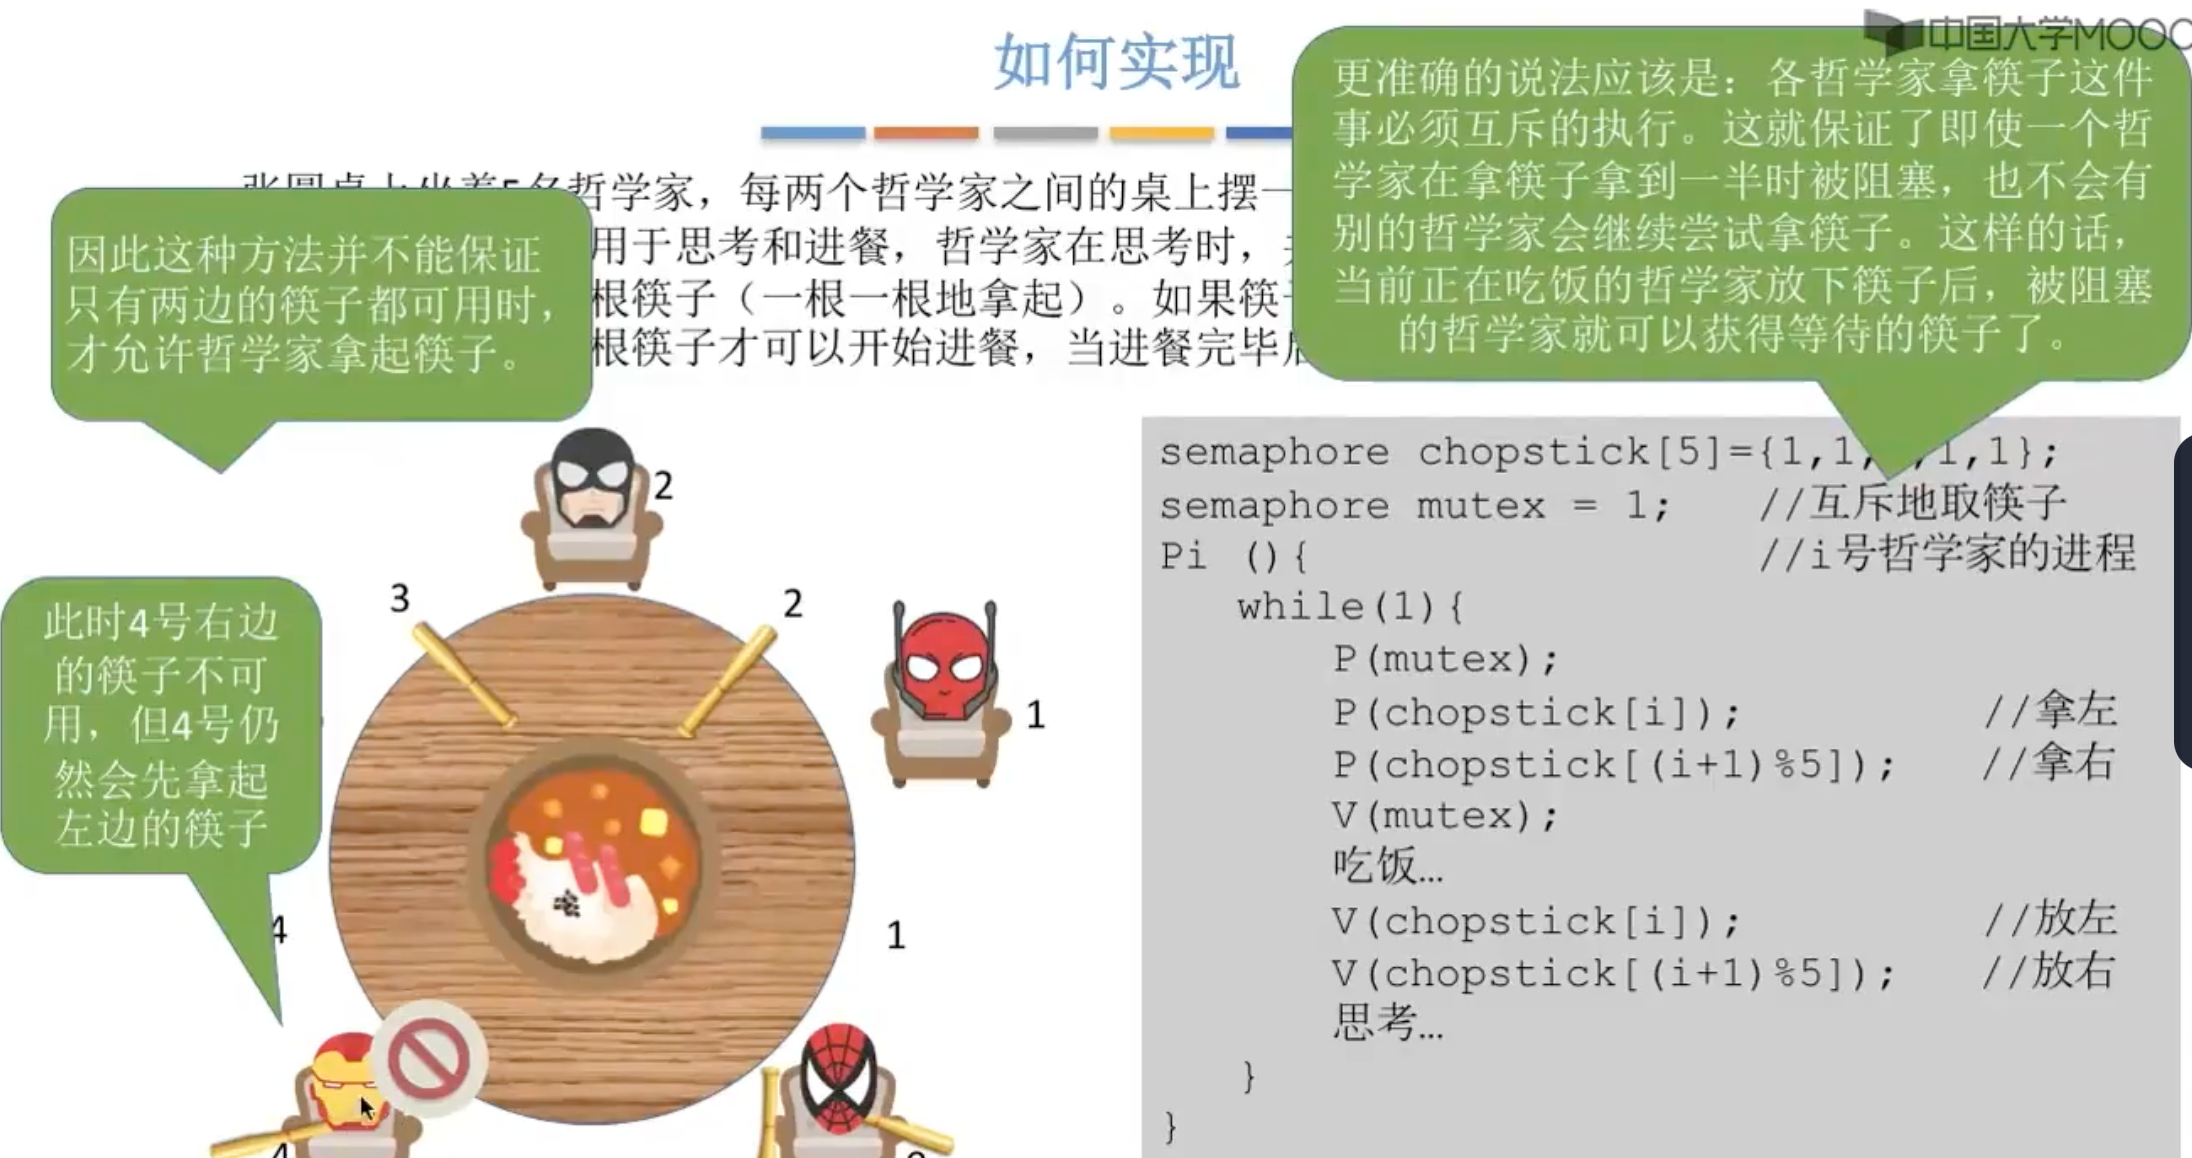 如何实现
中国大学MOOC
更准确的说法应该是：各哲学家拿筷子这件
事必须互斥的执行。这就保证了即使一个哲
学家在拿筷子拿到一半时被阻塞，也不会有
别的哲学家会继续尝试拿筷子。这样的话，
当前正在吃饭的哲学家放下筷子后，被阻塞
的哲学家就可以获得等待的筷子了。
5名哲学家，每两个哲学家之间的桌上摆一
用于思考和进餐，哲学家在思考时，
根筷子（一根一根地拿起）。如果筷
根筷子才可以开始进餐，当进餐完毕
因此这种方法并不能保证
只有两边的筷子都可用时，
才允许哲学家拿起筷子。
此时4号右边
的筷子不可
用，但4号仍
然会先拿起
左边的筷子
2
3
2
1
4
1
4
semaphore chopstick[5]={1,1, ,1,1};
semaphore mutex = 1; //互斥地取筷子
Pi (){ //i号哲学家的进程
while(1){
P(mutex);
P(chopstick[i]); //拿左
P(chopstick[(i+1)%5]); //拿右
V(mutex);
吃饭…
V(chopstick[i]); //放左
V(chopstick[(i+1)%5]); //放右
思考…
}
}